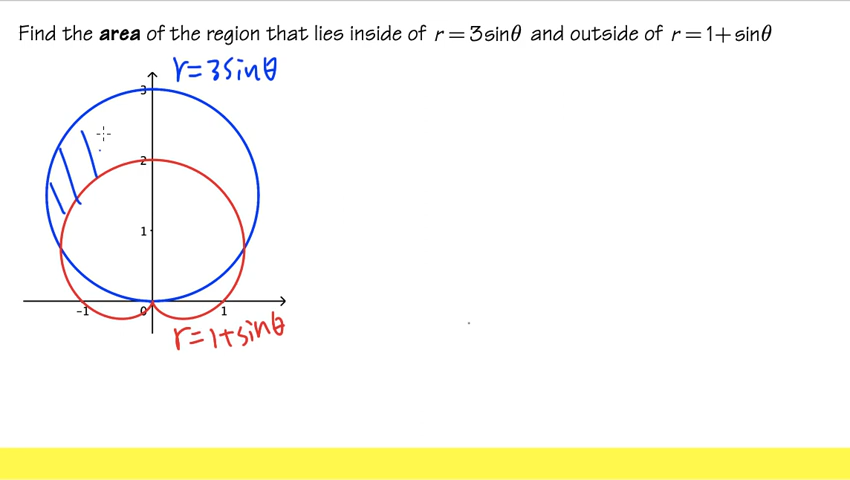 Find the area of the region that lies inside of r = 3sinθ and outside of r = 1+ sinθ
r=3sinθ
3
2
1
-1 0 1
r=1+sinθ